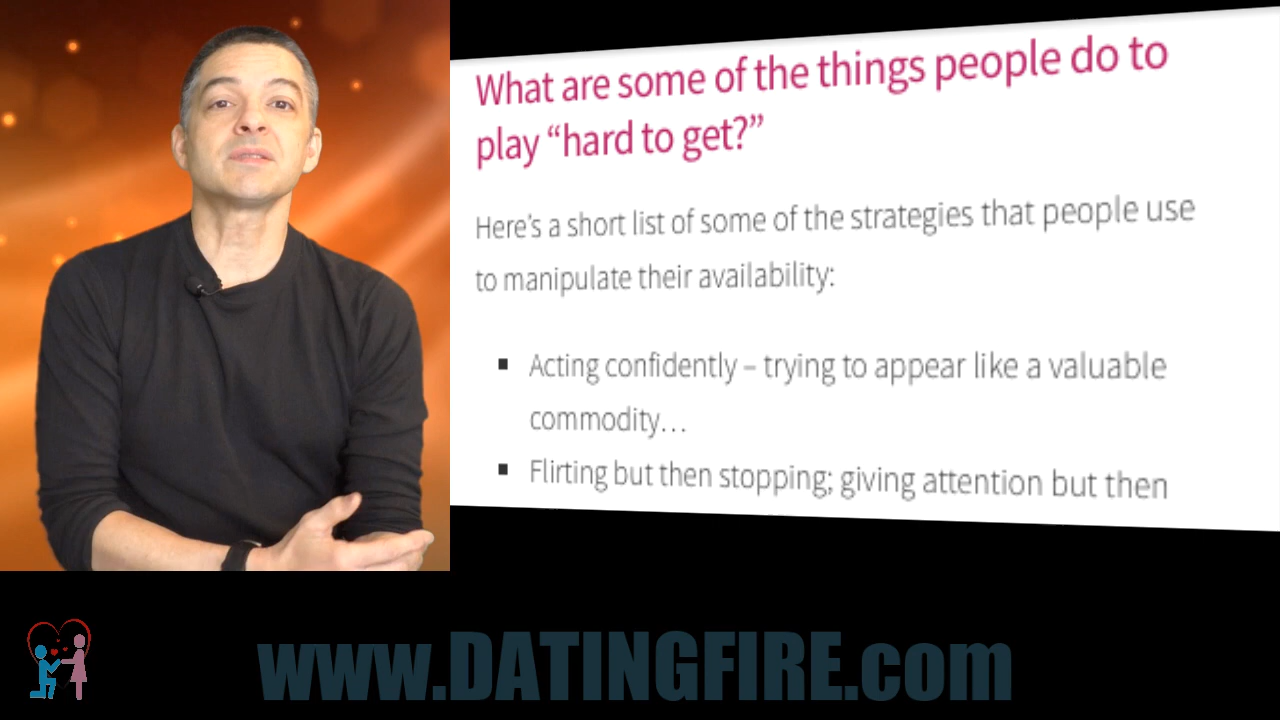 What are some of the things people do to
play “hard to get?”
Here’s a short list of some of the strategies that people use
to manipulate their availability:
▪ Acting confidently – trying to appear like a valuable
commodity…
▪ Flirting but then stopping; giving attention but then
www.DATINGFIRE.com